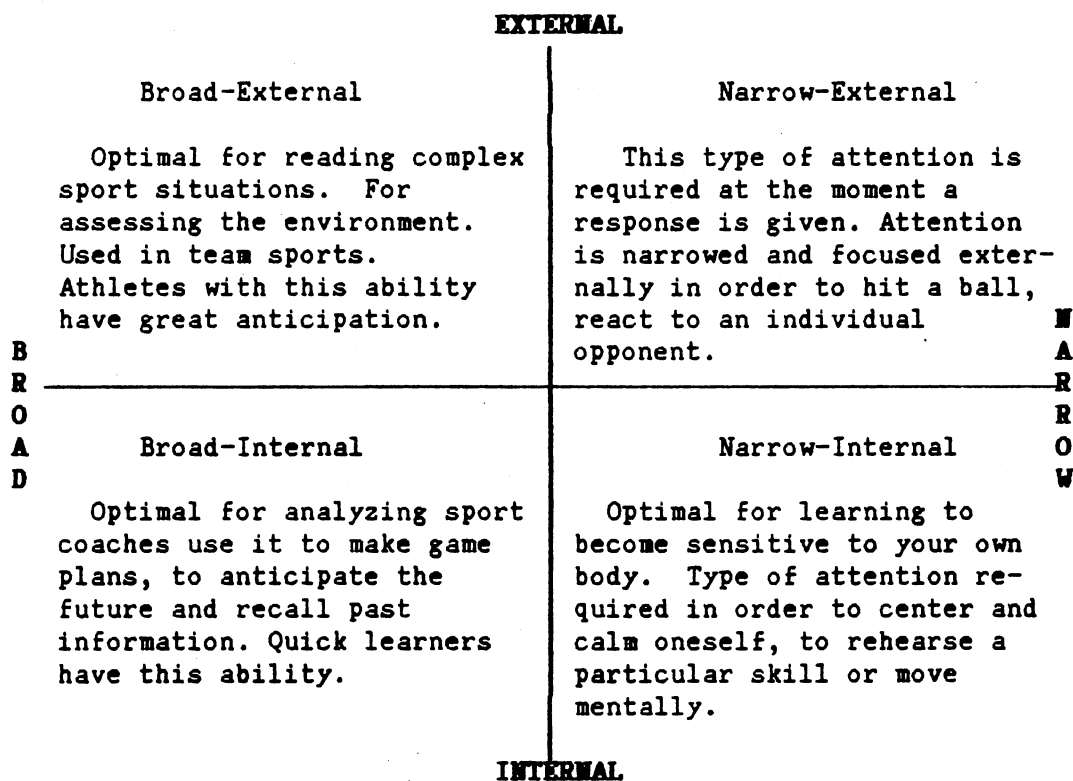 EXTERNAL
Broad-External
Optimal for reading complex
sport situations. For
assessing the environment.
Used in team sports.
Athletes with this ability
have great anticipation.
Narrow-External
This type of attention is
required at the moment a
response is given. Attention
is narrowed and focused exter-
nally in order to hit a ball,
react to an individual
opponent.
BROAD
NARROW
Broad-Internal
Optimal for analyzing sport
coaches use it to make game
plans, to anticipate the
future and recall past
information. Quick learners
have this ability.
Narrow-Internal
Optimal for learning to
become sensitive to your own
body. Type of attention re-
quired in order to center and
calm oneself, to rehearse a
particular skill or move
mentally.
INTERNAL